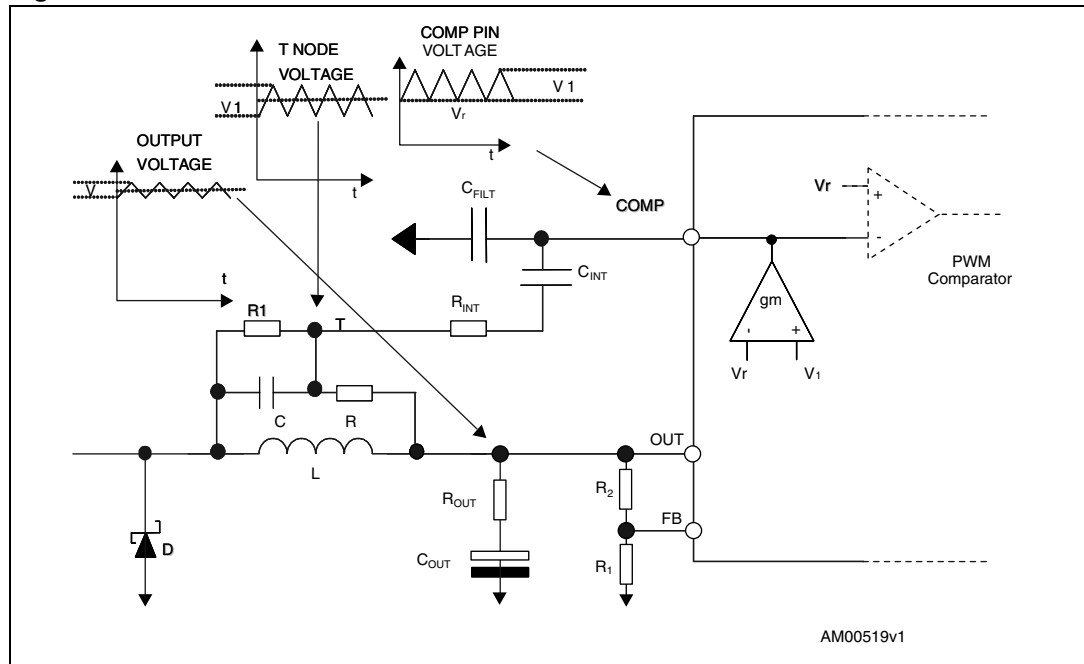 COMP PIN
VOLTAGE
T NODE
VOLTAGE
V1
V1
Vr
t
t
OUTPUT
VOLTAGE
V
t
COMP
CFILT
CINT
RINT
Vr
+
-
PWM
Comparator
gm
-
+
Vr
V1
R1
T
C
R
L
OUT
ROUT
R2
FB
D
COUT
R1
AM00519v1